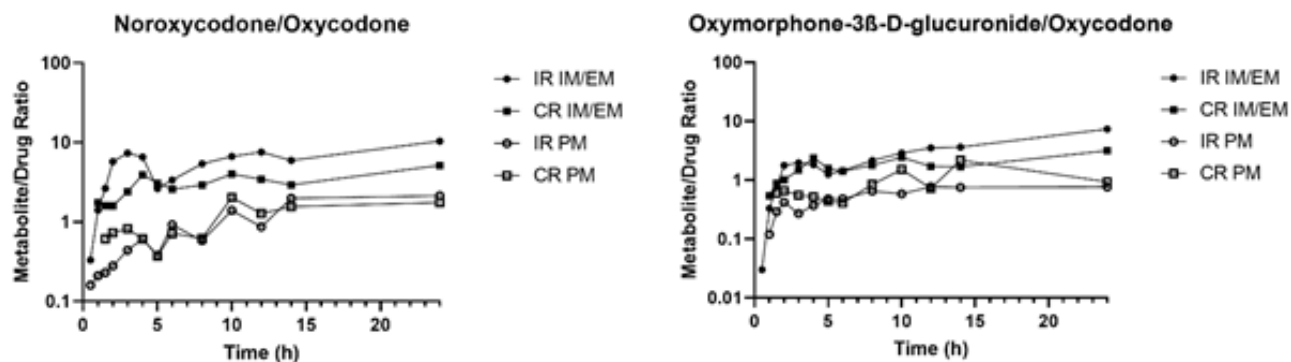 Noroxycodone/Oxycodone
100
10
1
0.1
Metabolite/Drug Ratio
0 5 10 15 20
Time (h)
IR IM/EM
CR IM/EM
IR PM
CR PM
Oxymorphone-3ß-D-glucuronide/Oxycodone
100
10
1
0.1
0.01
Metabolite/Drug Ratio
0 5 10 15 20
Time (h)
IR IM/EM
CR IM/EM
IR PM
CR PM